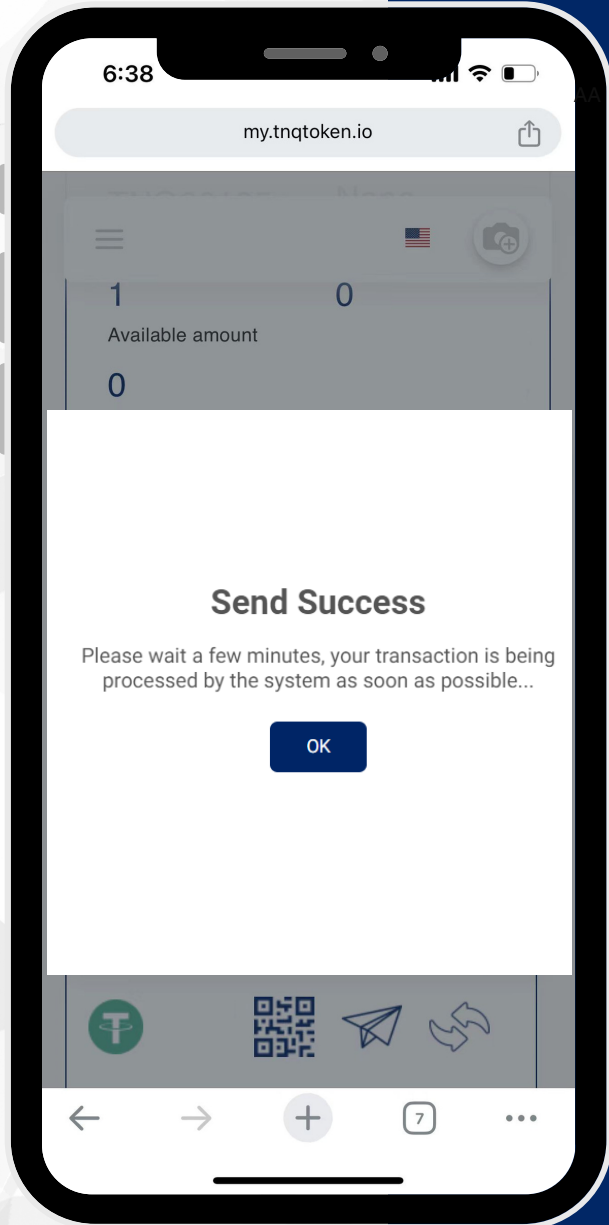 6:38
my.tnqtoken.io
1 0
Available amount
0
Send Success
Please wait a few minutes, your transaction is being
processed by the system as soon as possible...
OK
7
AA